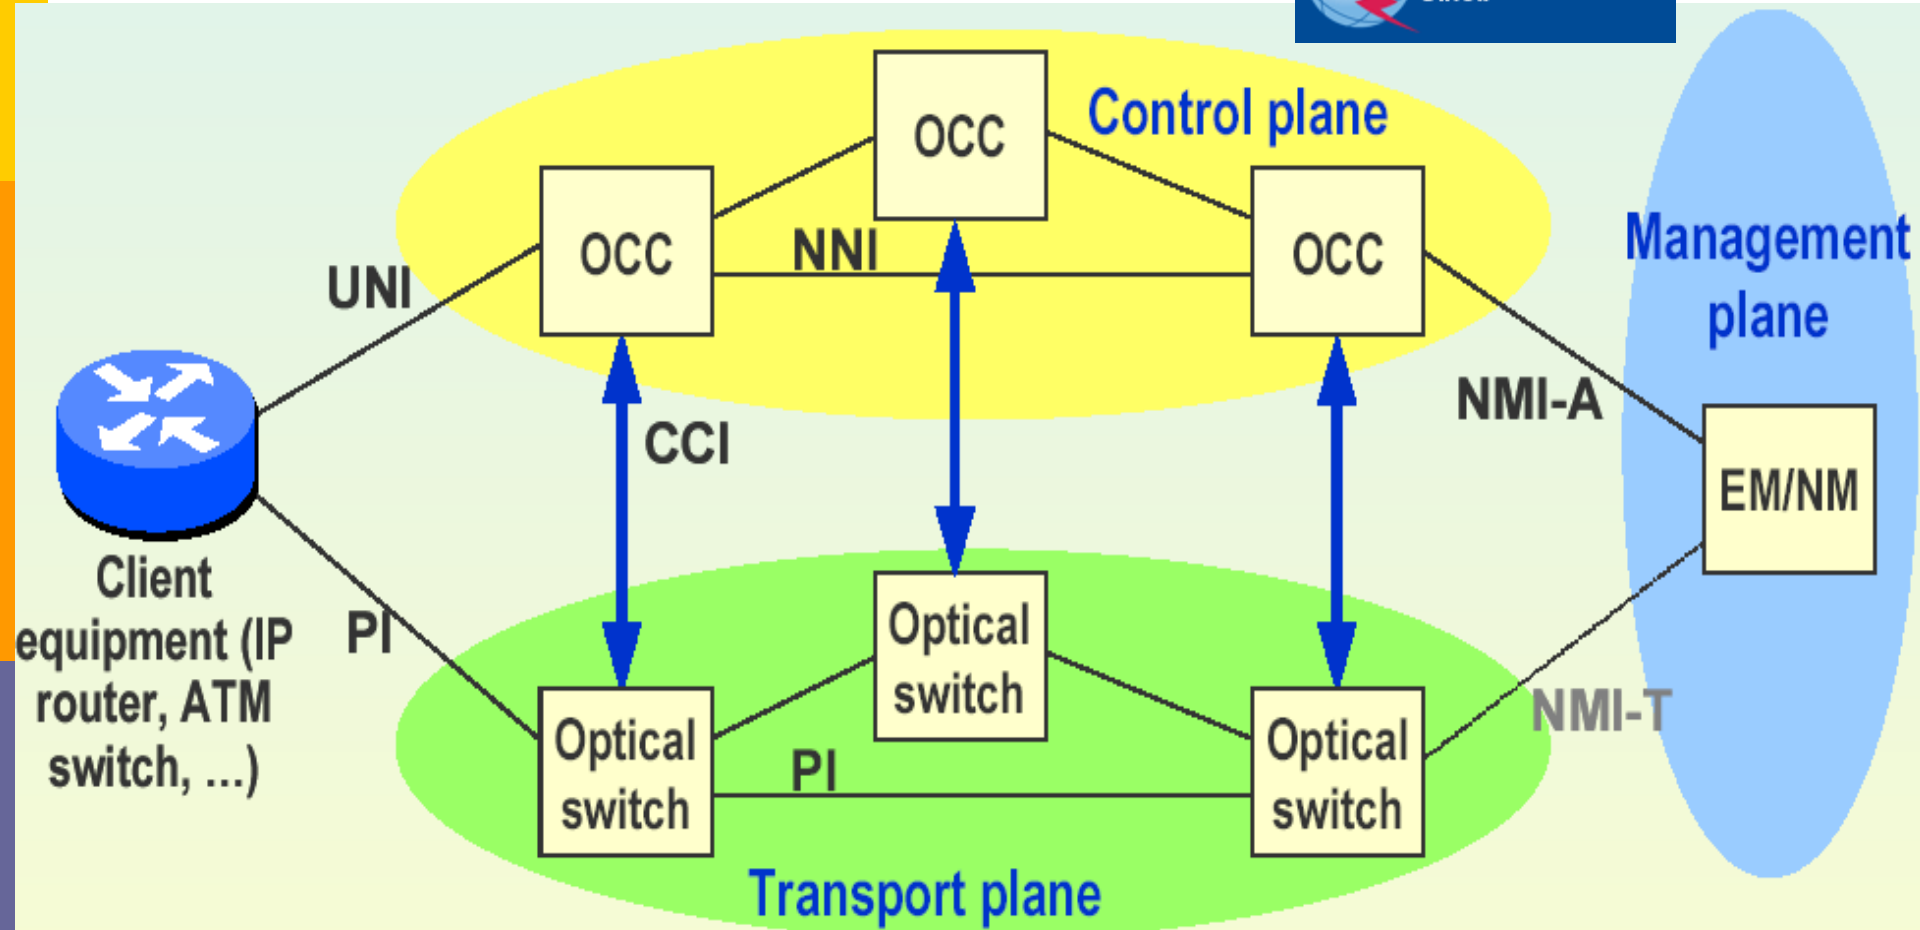 OCC
Control plane
OCC
NNI
OCC
UNI
Management
plane
NMI-A
CCI
EM/NM
Client
equipment (IP
router, ATM
switch, ...)
PI
Optical
switch
NMI-T
Optical
switch
PI
Optical
switch
Transport plane